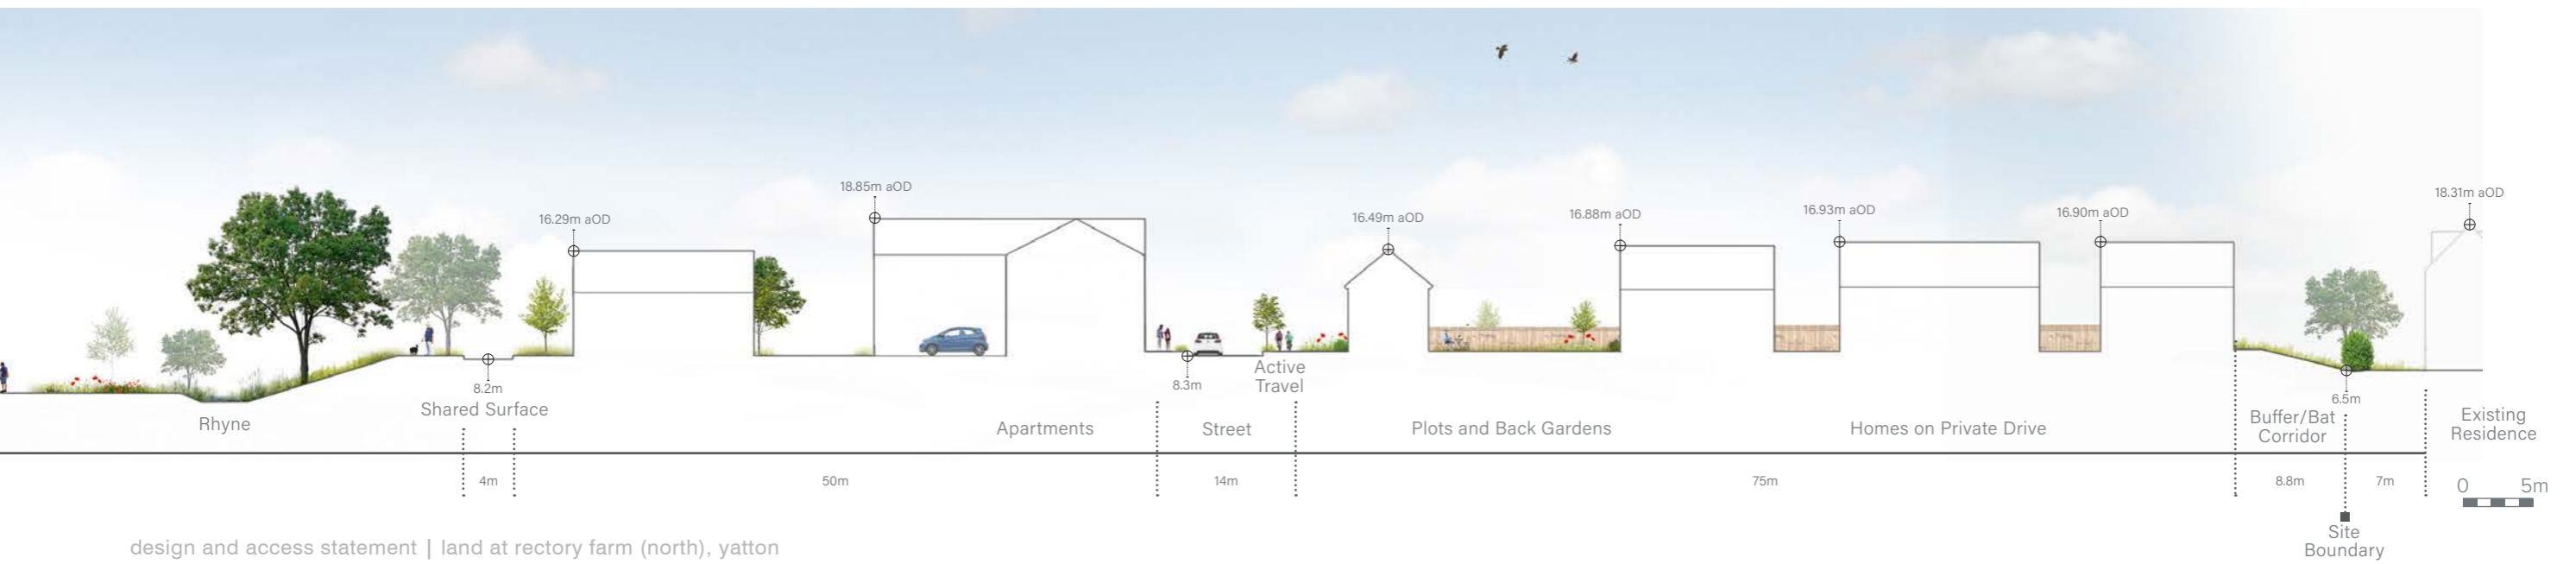 18.85m aOD
16.29m aOD
16.49m aOD
16.88m aOD
16.93m aOD
16.90m aOD
18.31m aOD
8.2m
8.3m
6.5m
Rhyne
Shared Surface
Apartments
Street
Active
Travel
Plots and Back Gardens
Homes on Private Drive
Buffer/Bat
Corridor
Existing
Residence
4m
50m
14m
75m
8.8m
7m
0 5m
Site
Boundary
design and access statement | land at rectory farm (north), yatton